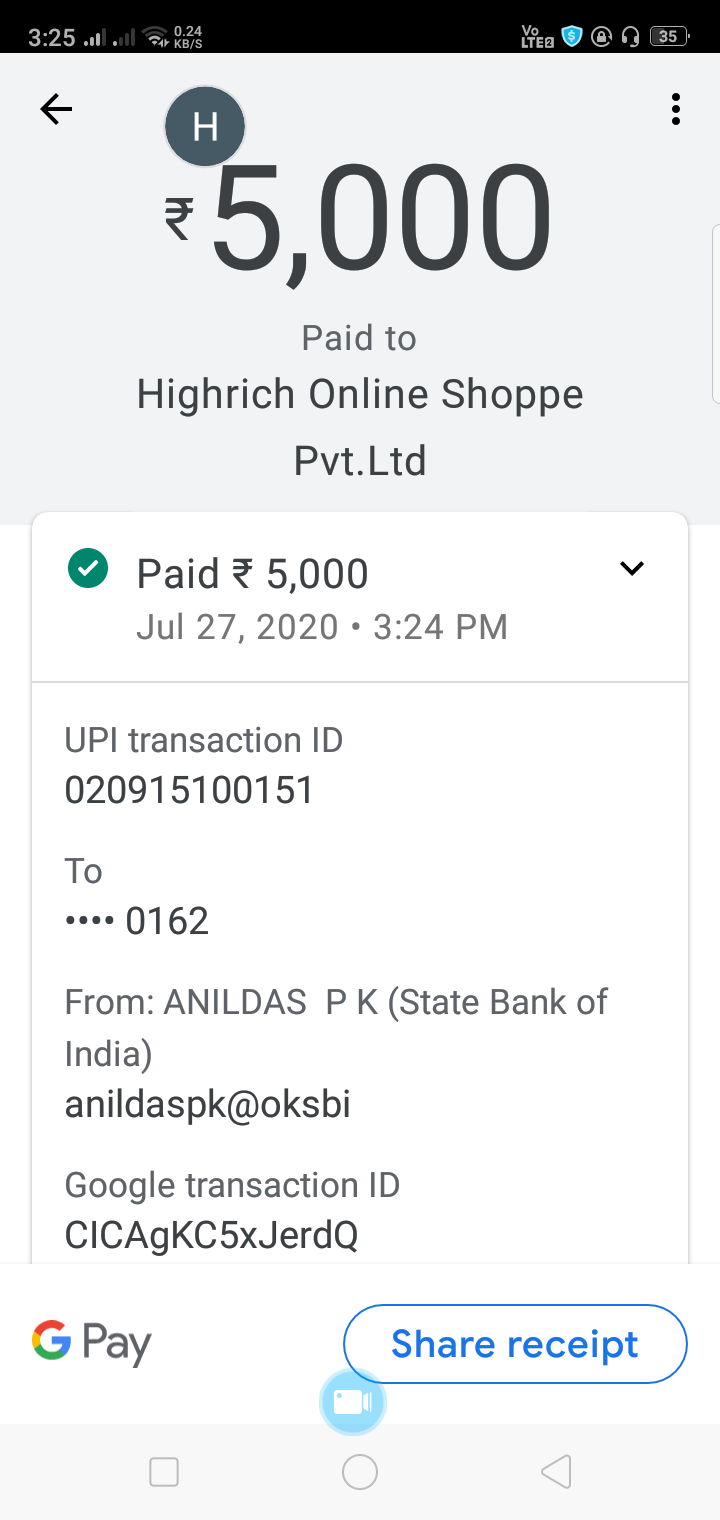 3:25 0.24 KB/S Vo LTE2 35
H
₹5,000
Paid to
Highrich Online Shoppe
Pvt.Ltd
Paid ₹ 5,000
Jul 27, 2020 • 3:24 PM
UPI transaction ID
020915100151
To
•••• 0162
From: ANILDAS  P K (State Bank of
India)
anildaspk@oksbi
Google transaction ID
CICAgKC5xJerdQ
G Pay
Share receipt